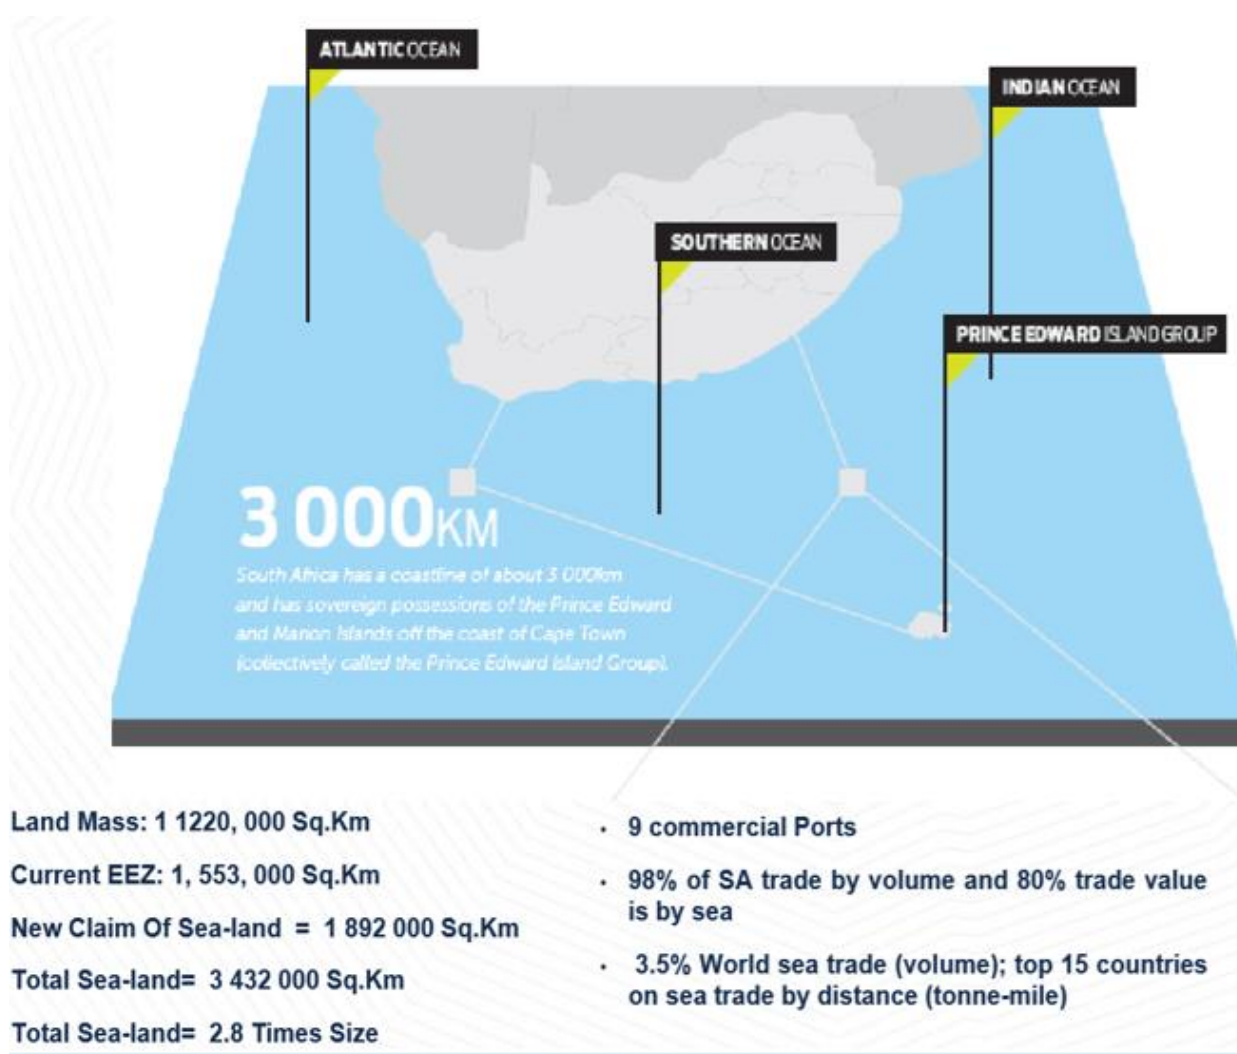 ATLANTIC OCEAN
INDIAN OCEAN
SOUTHERN OCEAN
PRINCE EDWARD ISLAND GROUP
3 000KM
South Africa has a coastline of about 3 000km
and has sovereign possessions of the Prince Edward
and Marion Islands off the coast of Cape Town
(collectively called the Prince Edward Island Group).
Land Mass: 1 1220, 000 Sq.Km
Current EEZ: 1, 553, 000 Sq.Km
New Claim Of Sea-land = 1 892 000 Sq.Km
Total Sea-land= 3 432 000 Sq.Km
Total Sea-land= 2.8 Times Size
• 9 commercial Ports
• 98% of SA trade by volume and 80% trade value
is by sea
• 3.5% World sea trade (volume); top 15 countries
on sea trade by distance (tonne-mile)